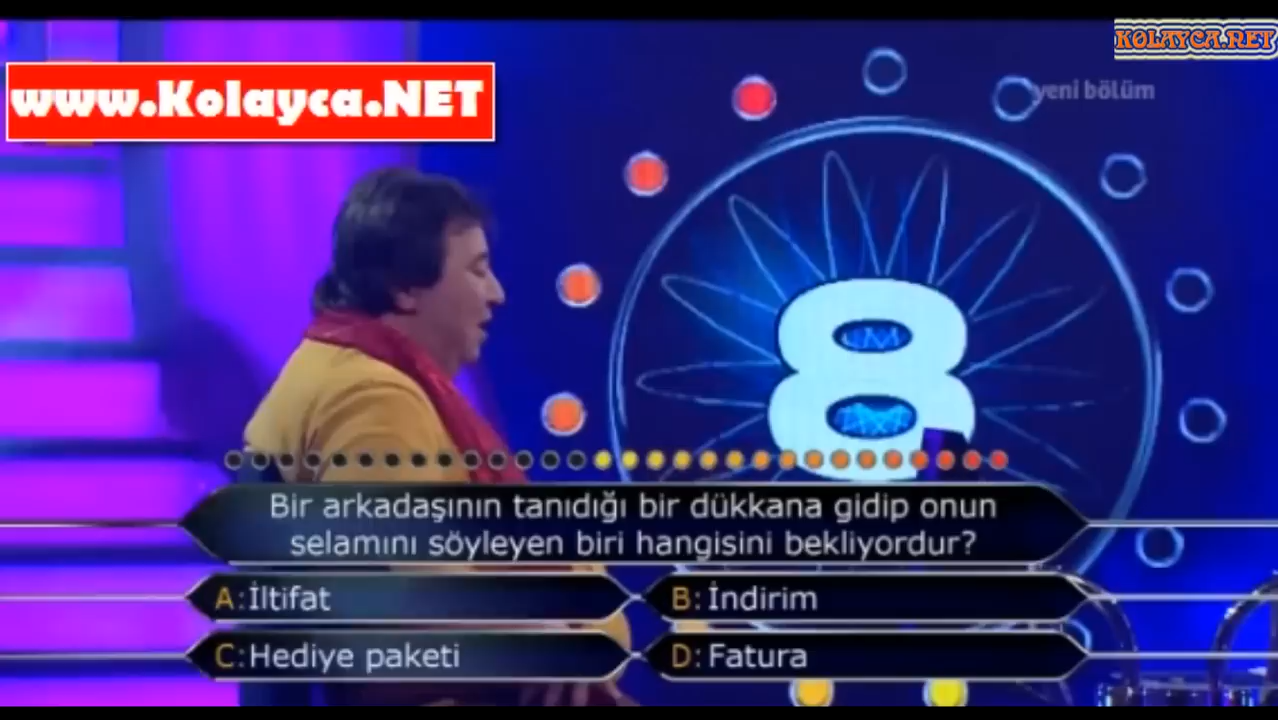 KOLAYCA.NET
www.Kolayca.NET
yeni bölüm
8
Bir arkadaşının tanıdığı bir dükkana gidip onun
selamını söyleyen biri hangisini bekliyordur?
A:İltifat
B:İndirim
C:Hediye paketi
D:Fatura